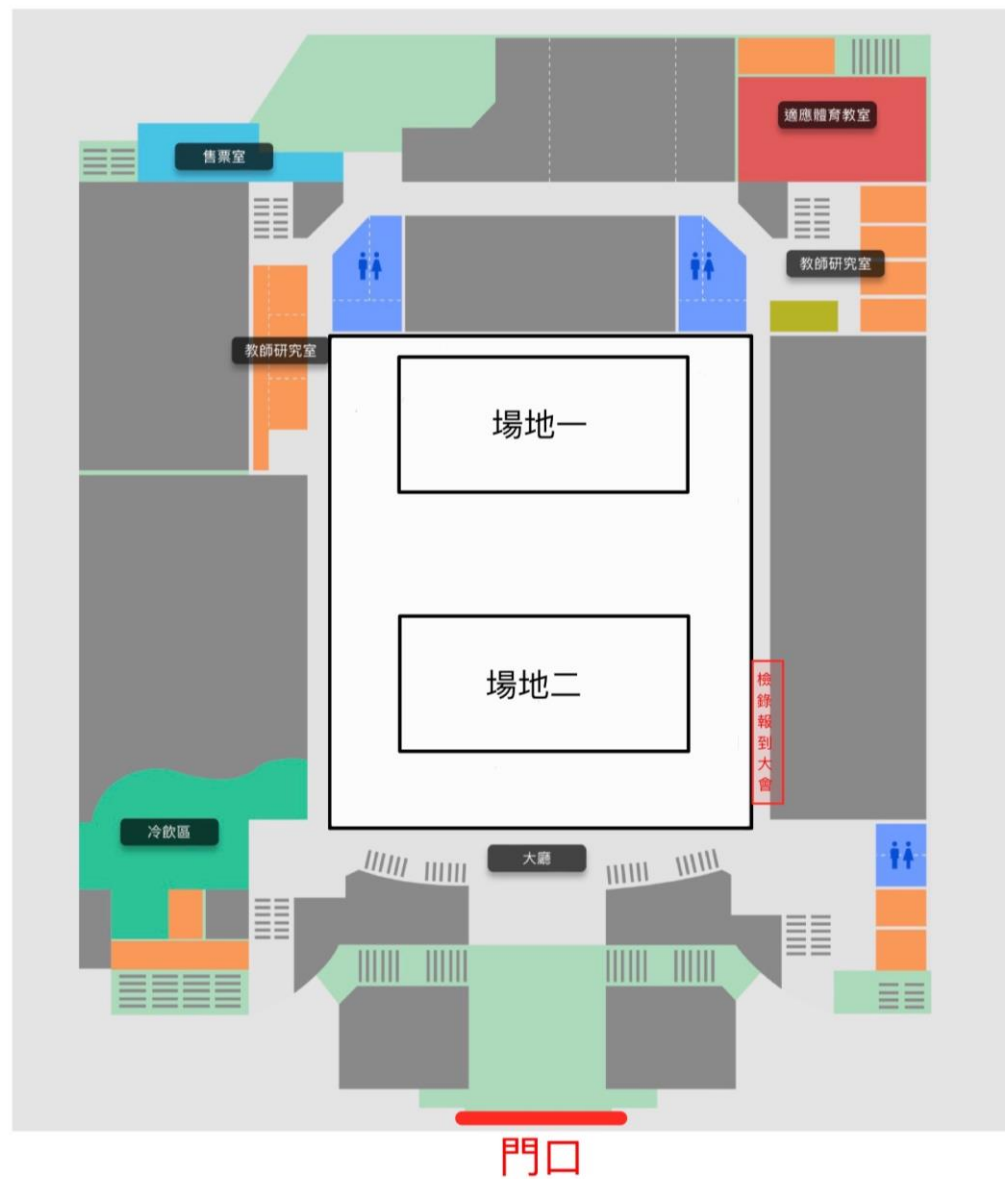 適應體育教室
售票室
教師研究室
教師研究室
場地一
場地二
檢錄報到大會
冷飲區
大廳
門口